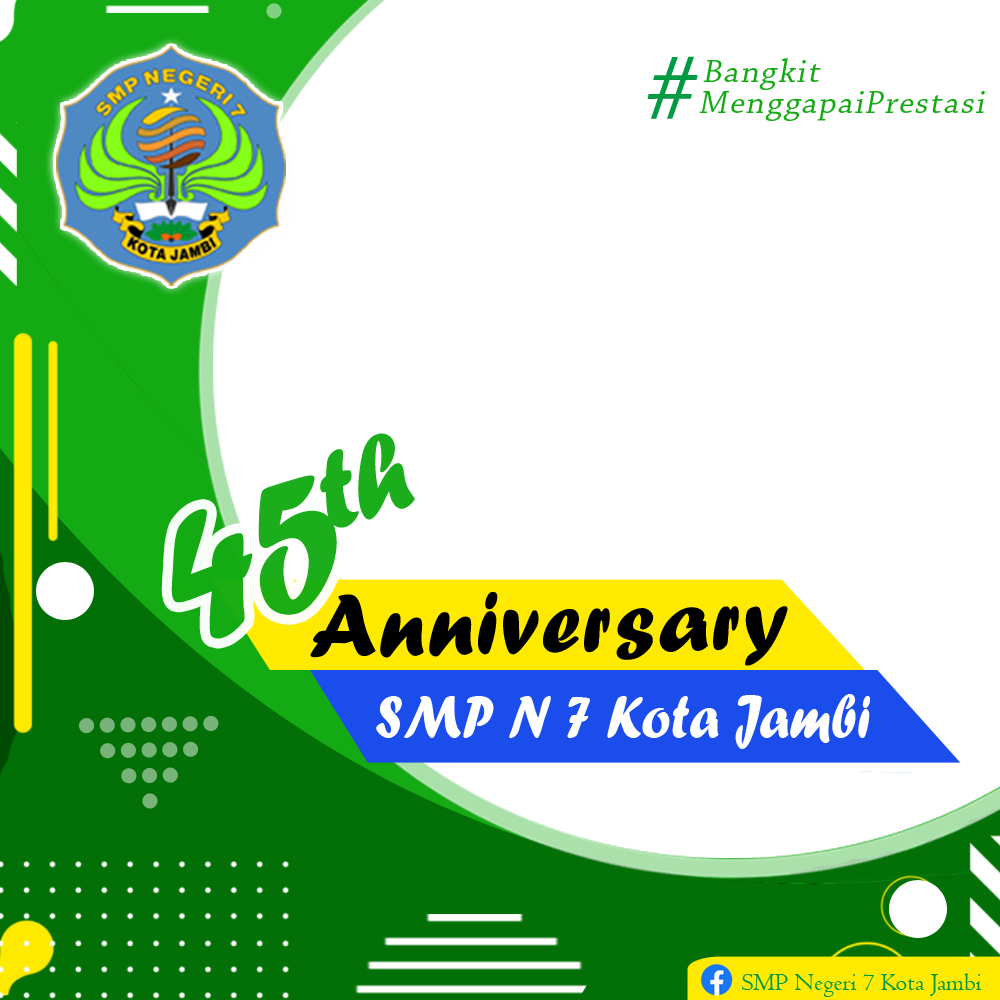 SMP NEGERI 7
KOTA JAMBI
#Bangkit
MenggapaiPrestasi
45th
Anniversary
SMP N 7 Kota Jambi
SMP Negeri 7 Kota Jambi